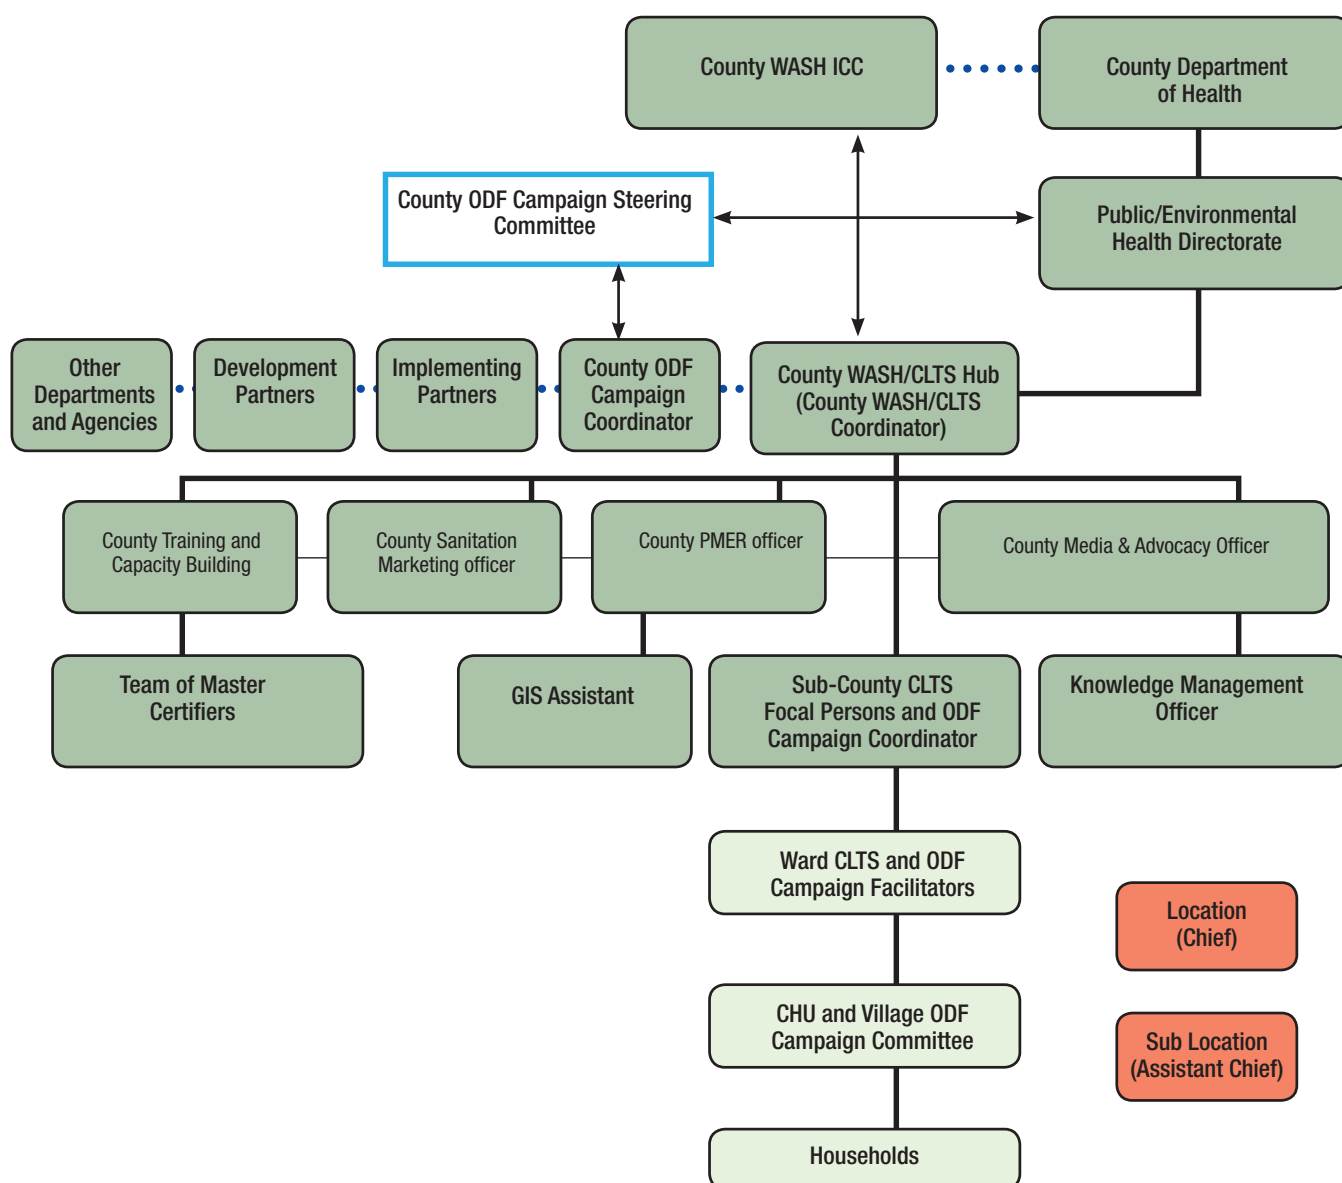 County WASH ICC
County Department
of Health
County ODF Campaign Steering
Committee
Public/Environmental
Health Directorate
Other
Departments
and Agencies
Development
Partners
Implementing
Partners
County ODF
Campaign
Coordinator
County WASH/CLTS Hub
(County WASH/CLTS
Coordinator)
County Training and
Capacity Building
County Sanitation
Marketing officer
County PMER officer
County Media & Advocacy Officer
Team of Master
Certifiers
GIS Assistant
Sub-County CLTS
Focal Persons and ODF
Campaign Coordinator
Knowledge Management
Officer
Ward CLTS and ODF
Campaign Facilitators
Location
(Chief)
CHU and Village ODF
Campaign Committee
Sub Location
(Assistant Chief)
Households